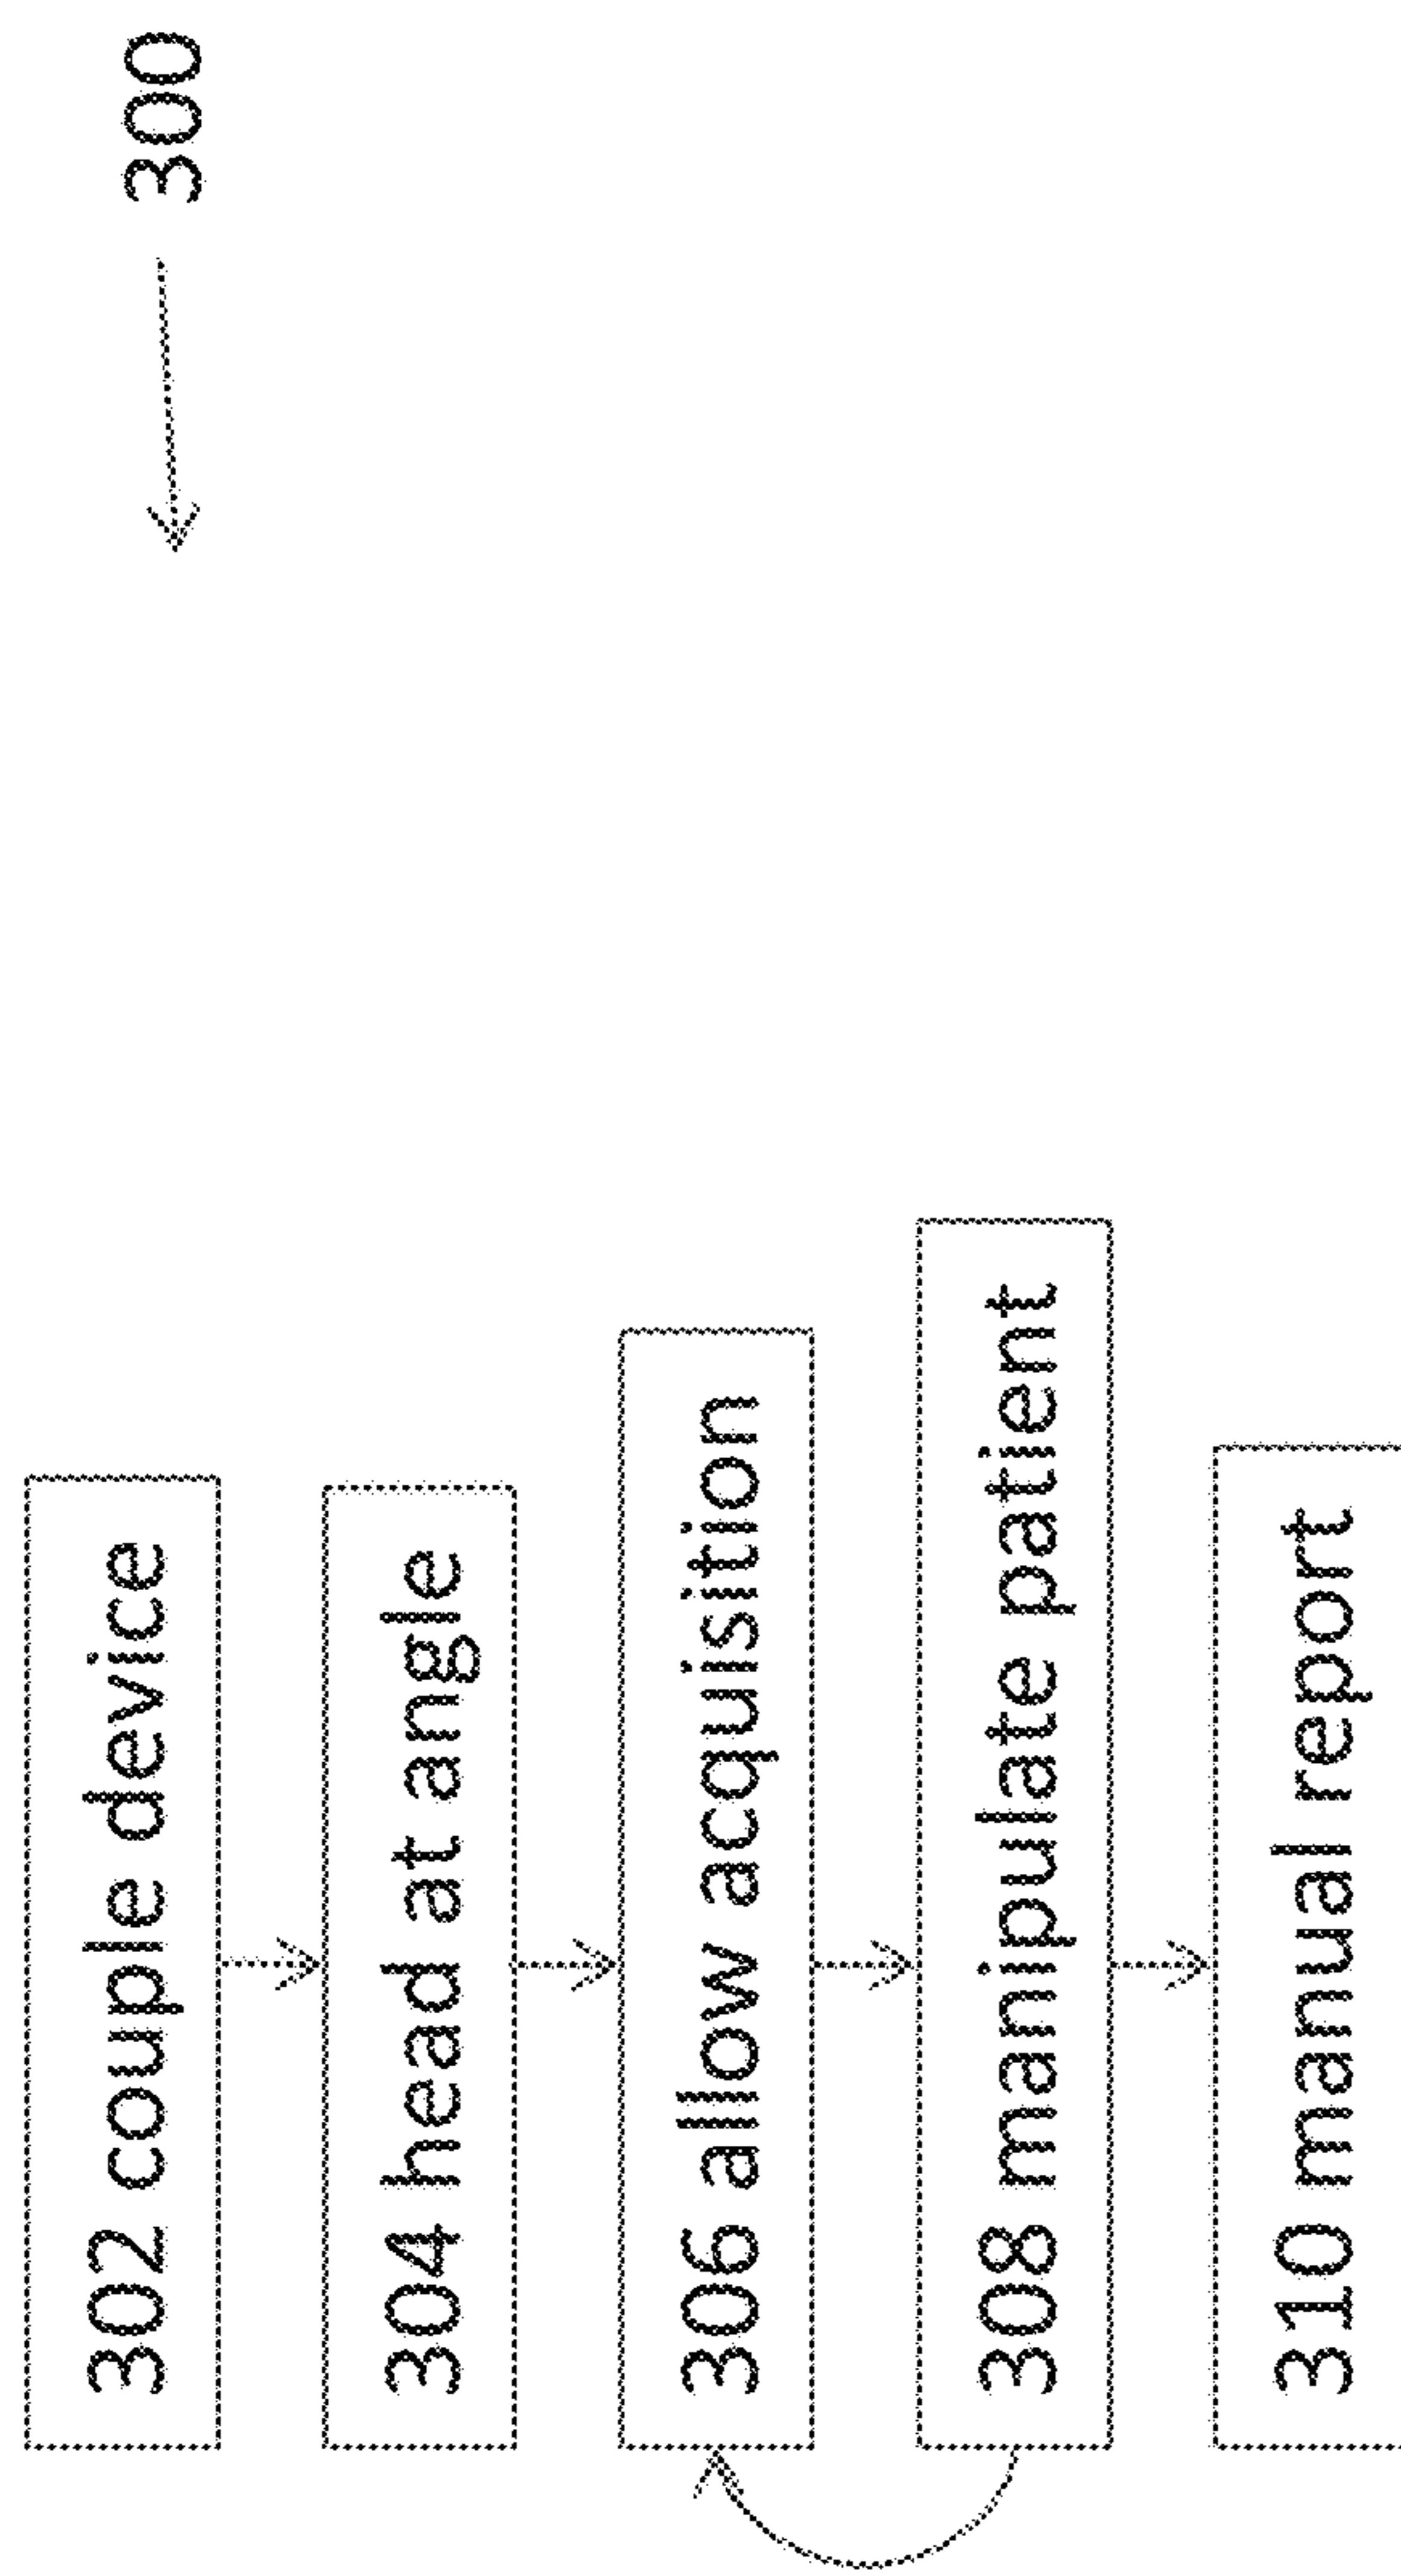 300
302 couple device
304 head at angle
306 allow acquisition
308 manipulate patient
310 manual report